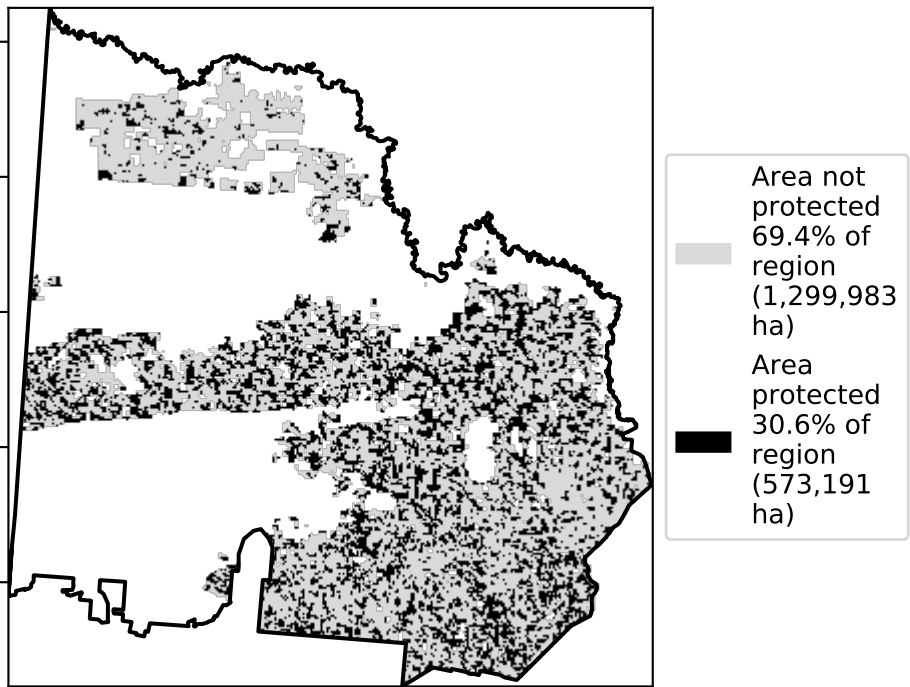 Area not
protected
69.4% of
region
(1,299,983
ha)
Area
protected
30.6% of
region
(573,191
ha)